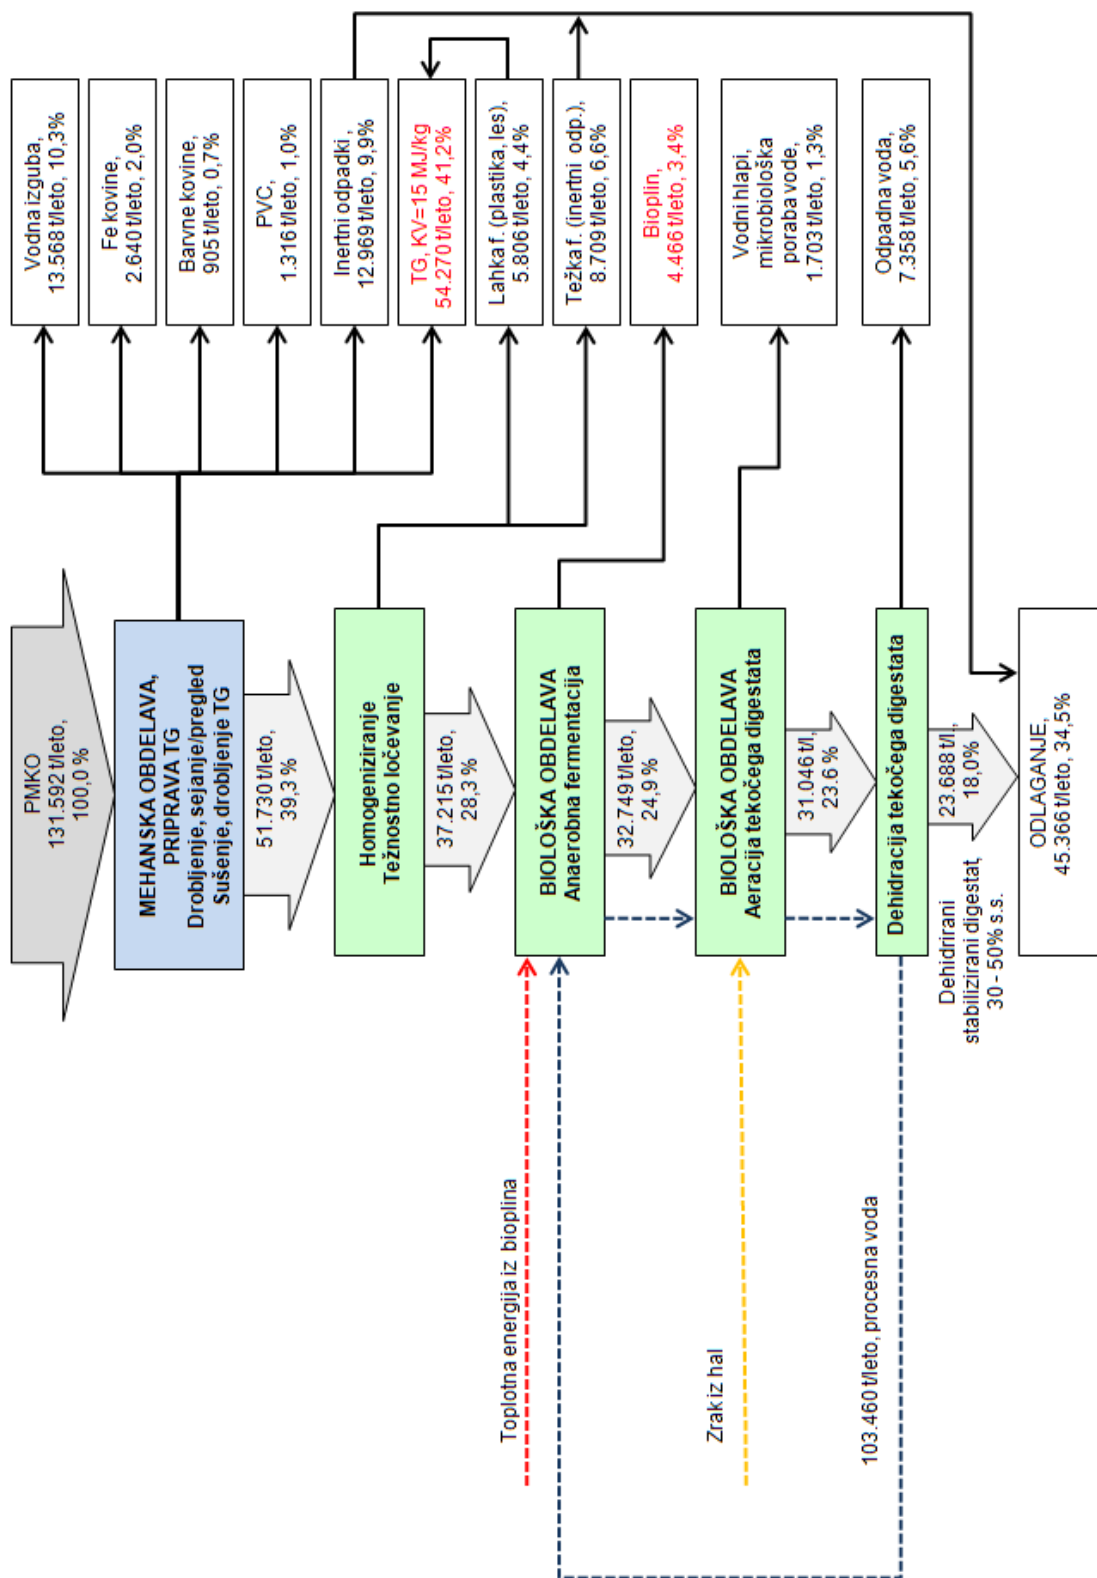 PMKO
131.592 t/leto,
100,0 %
MEHANSKA OBDELAVA,
PRIPRAVA TG
Drobljenje, sejanje/pregled
Sušenje, drobljenje TG
51.730 t/leto,
39,3 %
Homogeniziranje
Težnostno ločevanje
37.215 t/leto,
28,3 %
BIOLOŠKA OBDELAVA
Anaerobna fermentacija
32.749 t/leto,
24,9 %
BIOLOŠKA OBDELAVA
Aeracija tekočega digestata
31.046 t/l,
23.6 %
Dehidracija tekočega digestata
23.688 t/l.,
18,0%
Dehidrirani
stabilizirani digestat,
30 - 50% s.s.
ODLAGANJE,
45.366 t/leto, 34,5%
Vodna izguba,
13.568 t/leto, 10,3%
Fe kovine,
2.640 t/leto, 2,0%
Barvne kovine,
905 t/leto, 0,7%
PVC,
1.316 t/leto, 1,0%
Inertni odpadki,
12.969 t/leto, 9,9%
TG, KV=15 MJ/kg
54.270 t/leto, 41,2%
Lahka f. (plastika, les),
5.806 t/leto, 4,4%
Težka f. (inertni odp.),
8.709 t/leto, 6,6%
Bioplin,
4.466 t/leto, 3,4%
Vodni hlapi,
mikrobiološka
poraba vode,
1.703 t/leto, 1,3%
Odpadna voda,
7.358 t/leto, 5,6%
Toplotna energija iz bioplina
Zrak iz hal
103.460 t/leto, procesna voda